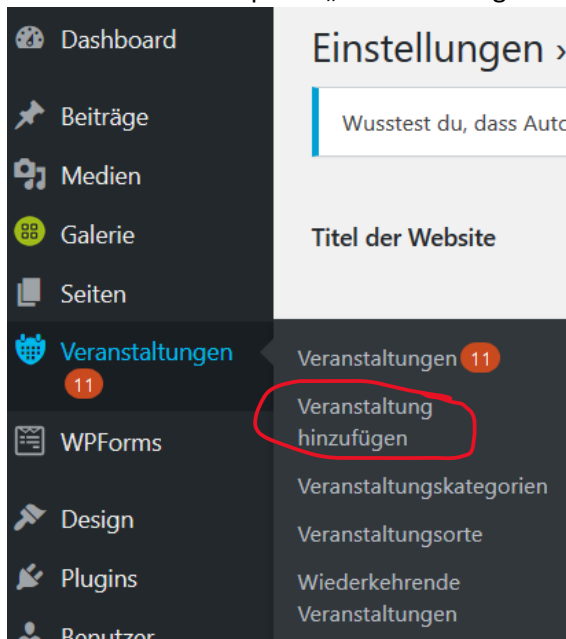 Dashboard
Beiträge
Medien
Galerie
Seiten
Veranstaltungen
11
WPForms
Design
Plugins
Benutzer
Einstellungen ›
Wusstest du, dass Auto
Titel der Website
Veranstaltungen 11
Veranstaltung
hinzufügen
Veranstaltungskategorien
Veranstaltungsorte
Wiederkehrende
Veranstaltungen